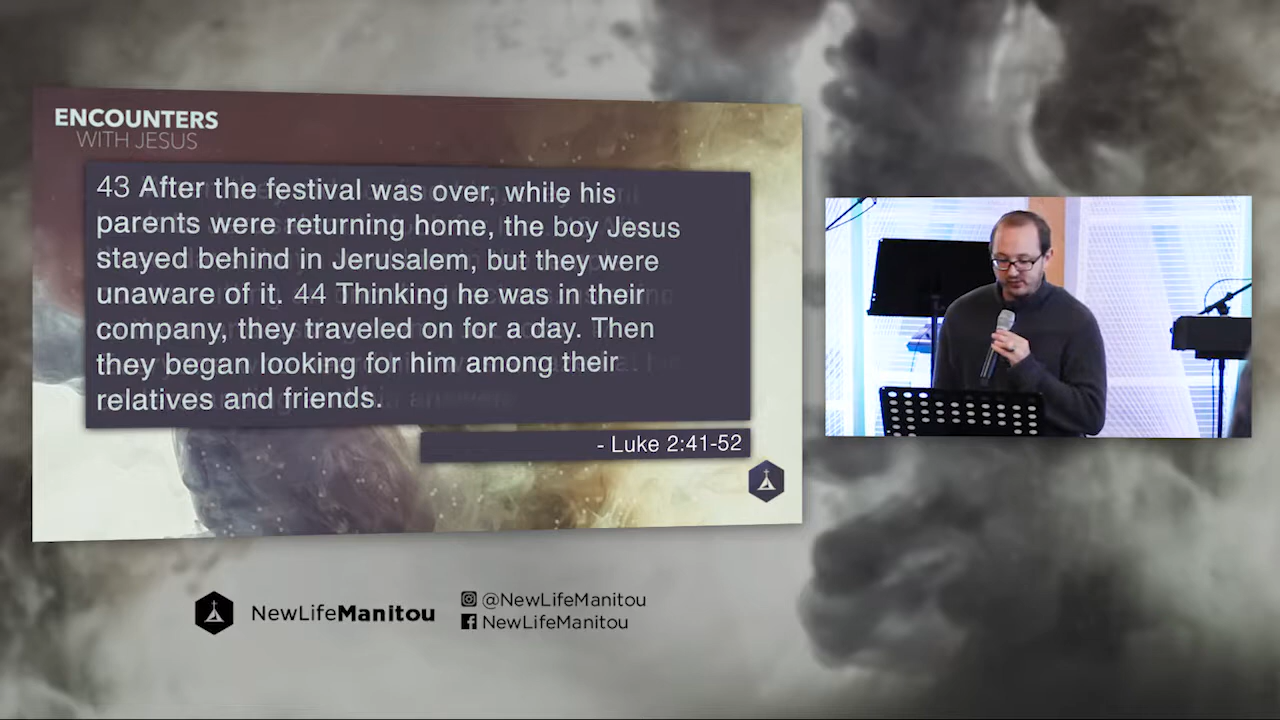 ENCOUNTERS
WITH JESUS
43 After the festival was over, while his
parents were returning home, the boy Jesus
stayed behind in Jerusalem, but they were
unaware of it. 44 Thinking he was in their
company, they traveled on for a day. Then
they began looking for him among their
relatives and friends.
- Luke 2:41-52
NewLifeManitou
@NewLifeManitou
NewLifeManitou